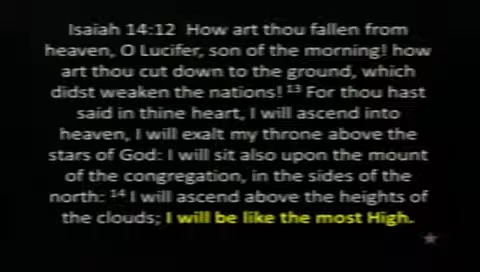 Isaiah 14:12  How art thou fallen from
heaven, O Lucifer, son of the morning! how
art thou cut down to the ground, which
didst weaken the nations! ¹³ For thou hast
said in thine heart, I will ascend into
heaven, I will exalt my throne above the
stars of God: I will sit also upon the mount
of the congregation, in the sides of the
north: ¹⁴ I will ascend above the heights of
the clouds; I will be like the most High.